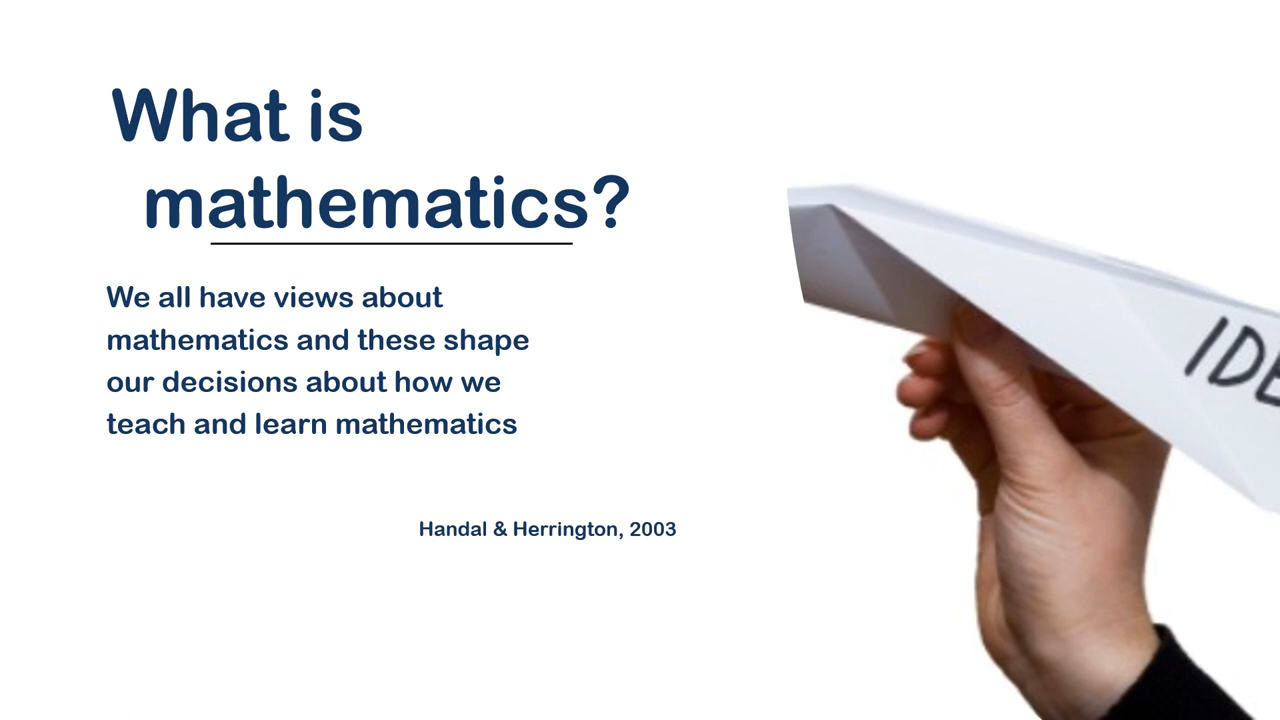 What is
mathematics?
We all have views about
mathematics and these shape
our decisions about how we
teach and learn mathematics
Handal & Herrington, 2003
IDE